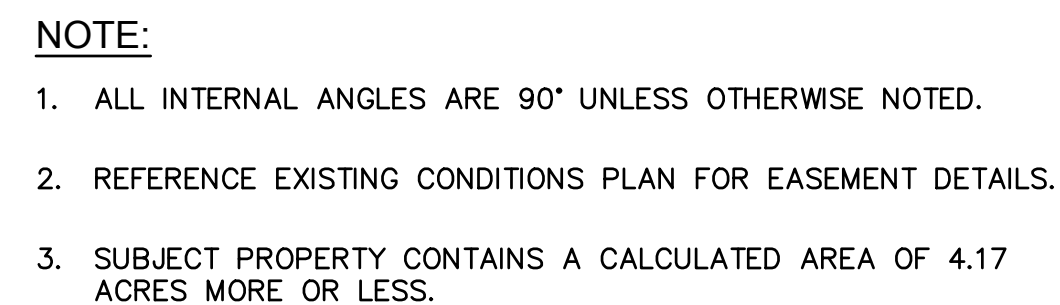 NOTE:
1. ALL INTERNAL ANGLES ARE 90° UNLESS OTHERWISE NOTED.
2. REFERENCE EXISTING CONDITIONS PLAN FOR EASEMENT DETAILS.
3. SUBJECT PROPERTY CONTAINS A CALCULATED AREA OF 4.17
ACRES MORE OR LESS.